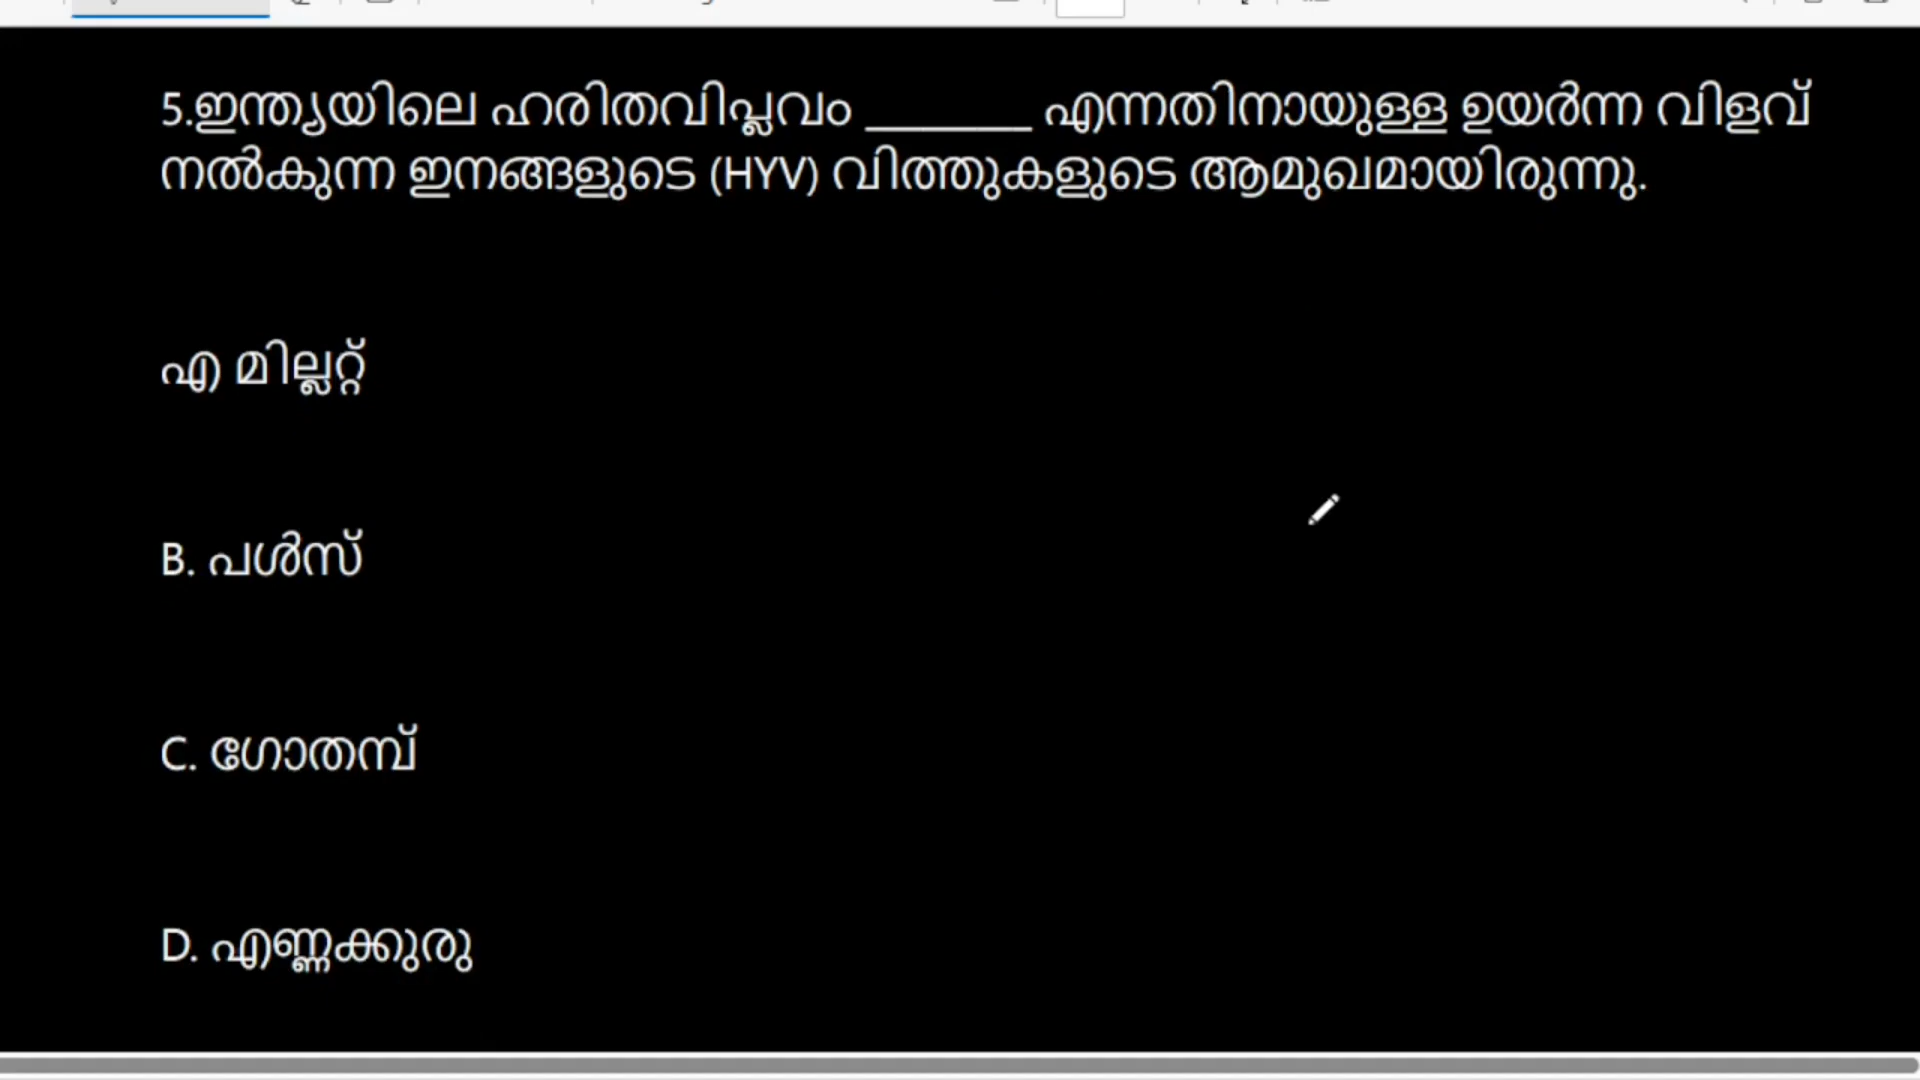 5.ഇന്ത്യയിലെ ഹരിതവിപ്ലവം ________ എന്നതിനായുള്ള ഉയർന്ന വിളവ്
നൽകുന്ന ഇനങ്ങളുടെ (HYV) വിത്തുകളുടെ ആമുഖമായിരുന്നു.
എ മില്ലറ്റ്
B. പൾസ്
C. ഗോതമ്പ്
D. എണ്ണക്കുരു